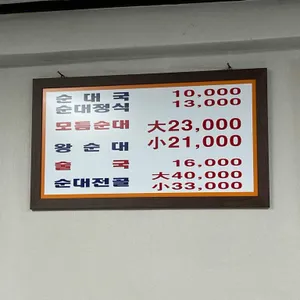 순대국 10,000
순대정식 13,000
모듬순대 大23,000
왕순대 小21,000
술국 16,000
순대전골 大40,000
小33,000